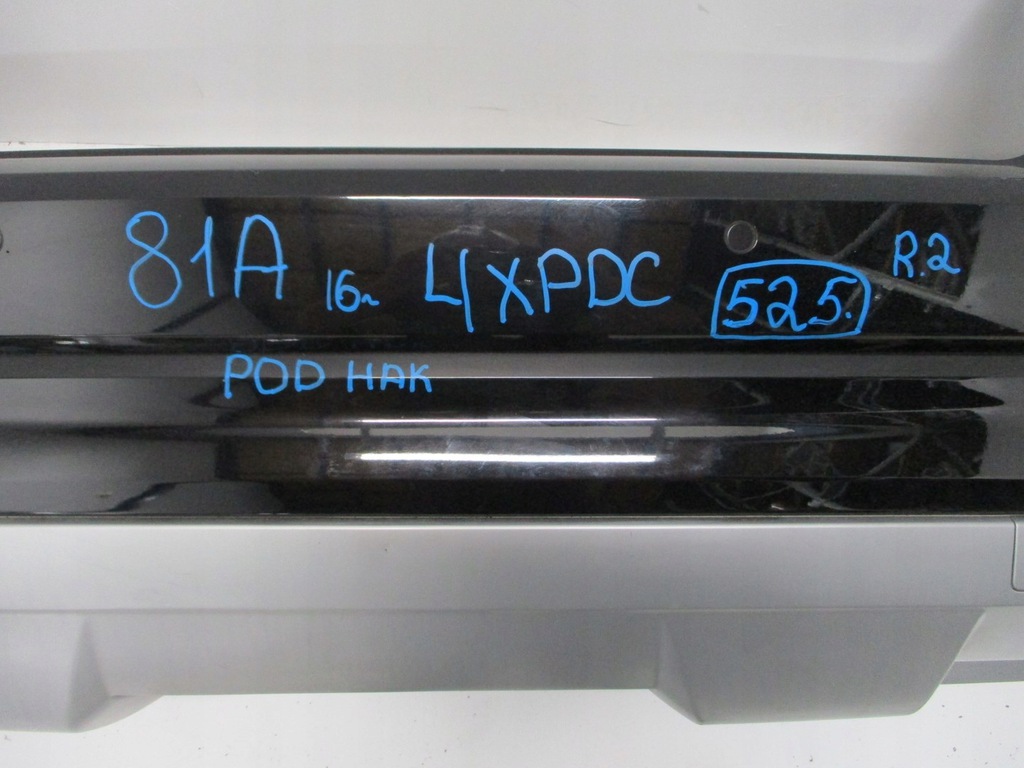 81A 16r 4XPDC 525. R.2
POD HAK